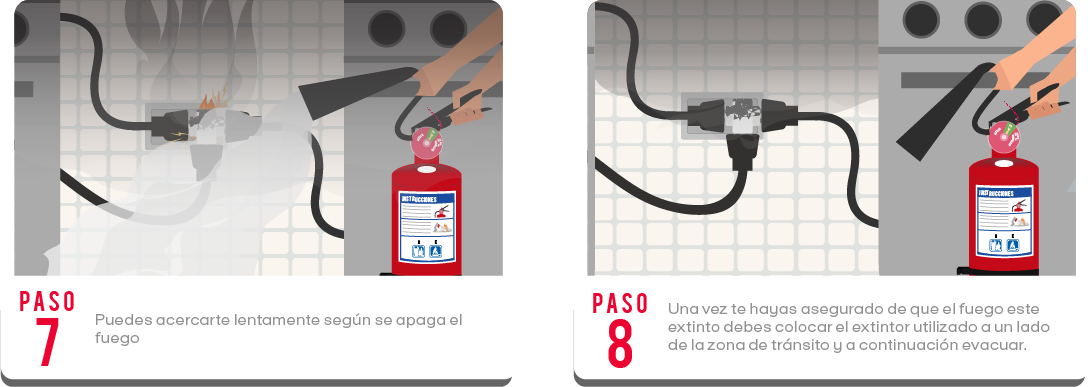 INSTRUCCIONES
PASO
7
Puedes acercarte lentamente según se apaga el
fuego
INSTRUCCIONES
PASO
8
Una vez te hayas asegurado de que el fuego este
extinto debes colocar el extintor utilizado a un lado
de la zona de tránsito y a continuación evacuar.